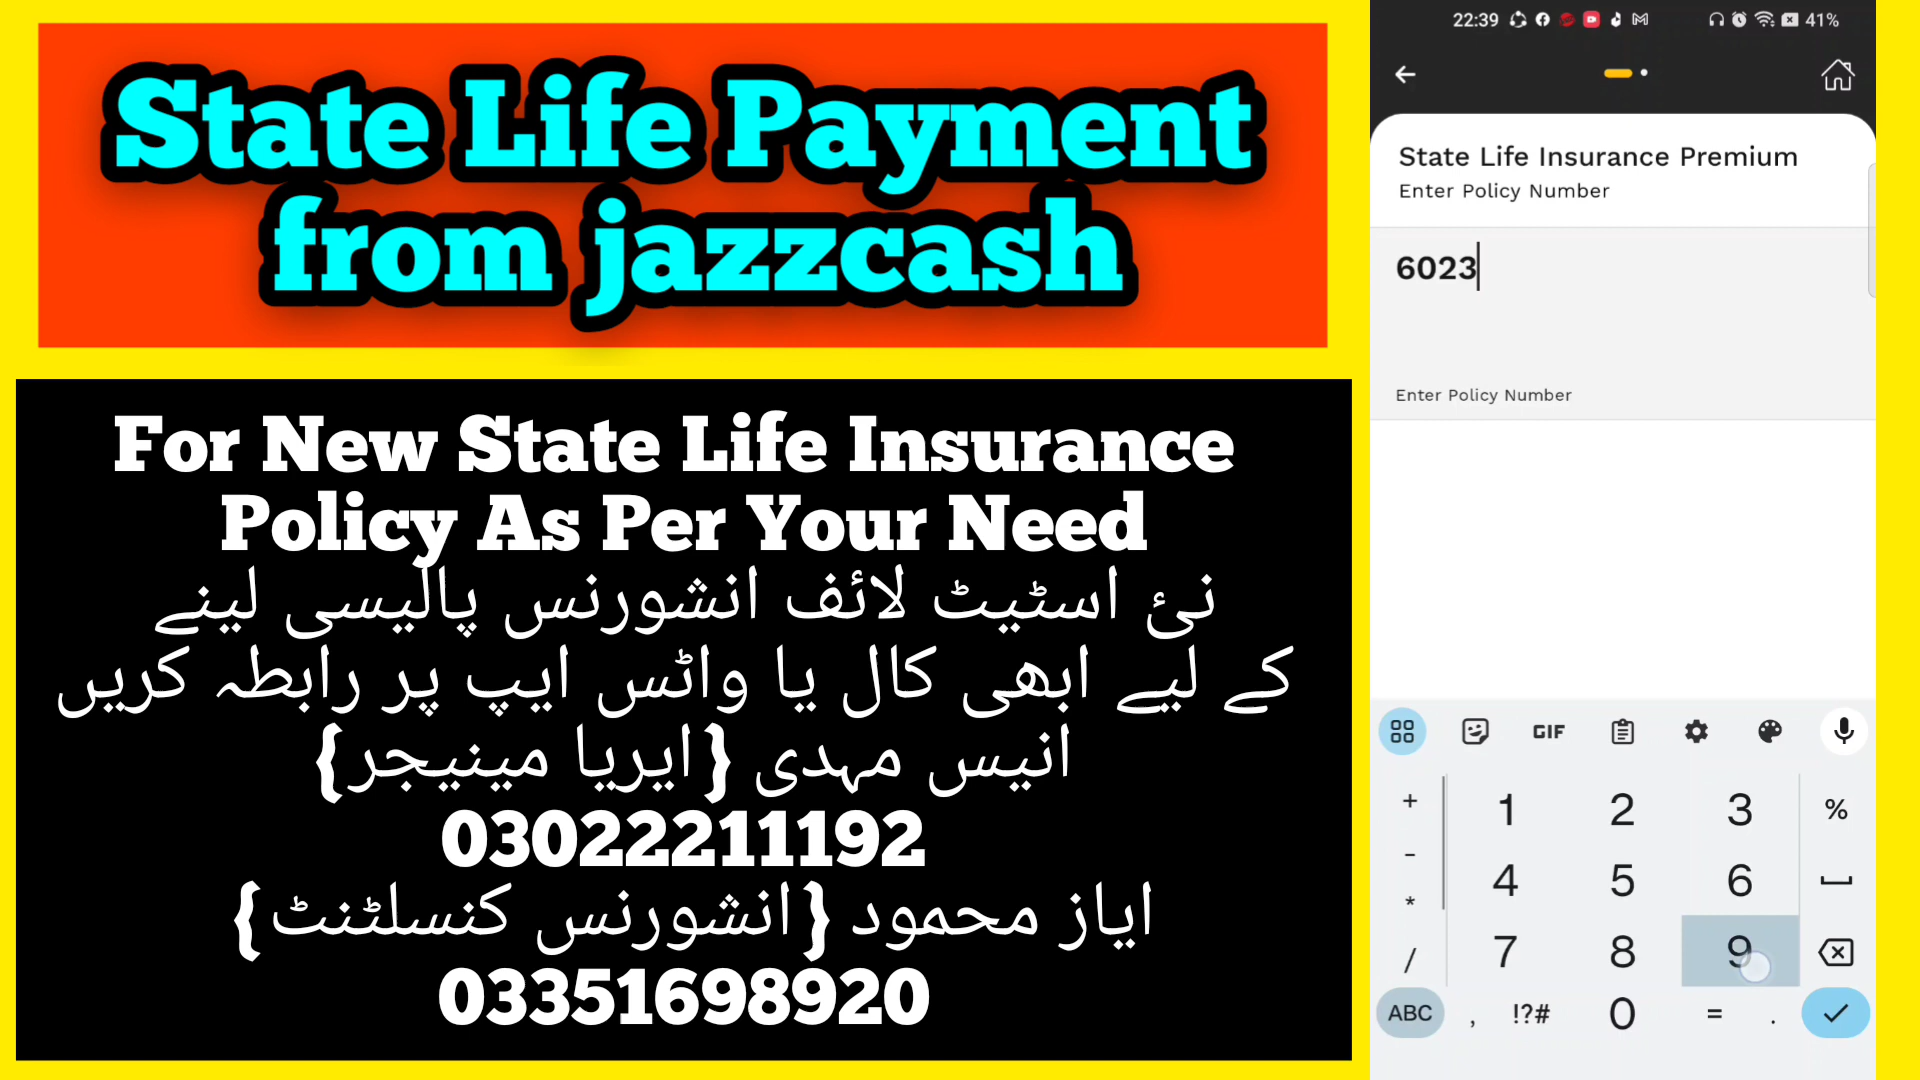 State Life Payment
from jazzcash
For New State Life Insurance
Policy As Per Your Need
نئ اسٹیٹ لائف انشورنس پالیسی لینے
کے لیے ابھی کال یا واٹس ایپ پر رابطہ کریں
انیس مہدی {ایریا مینیجر}
03022211192
ایاز محمود {انشورنس کنسلٹنٹ}
03351698920
22:39
41%
State Life Insurance Premium
Enter Policy Number
6023
Enter Policy Number
GIF
+ 1 2 3 %
- 4 5 6
*
/ 7 8 9
ABC , !?# 0 = .